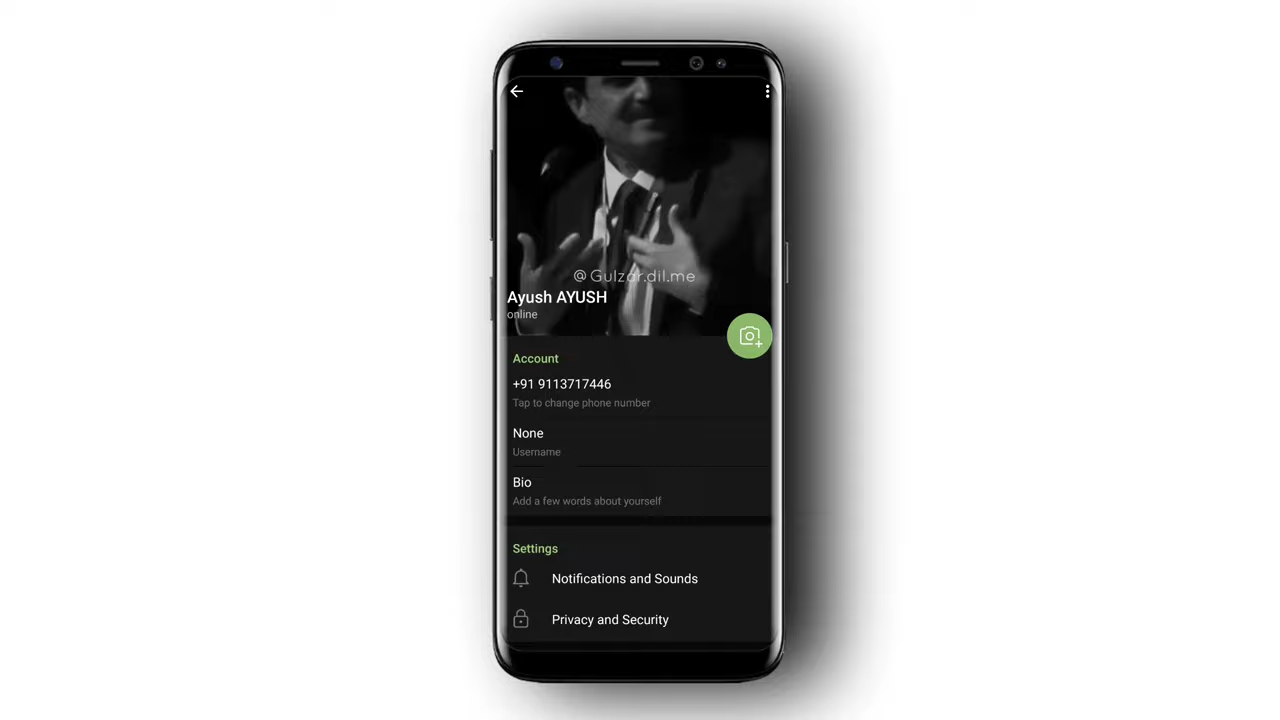 @Gulzar.dil.me
Ayush AYUSH
online
Account
+91 9113717446
Tap to change phone number
None
Username
Bio
Add a few words about yourself
Settings
Notifications and Sounds
Privacy and Security